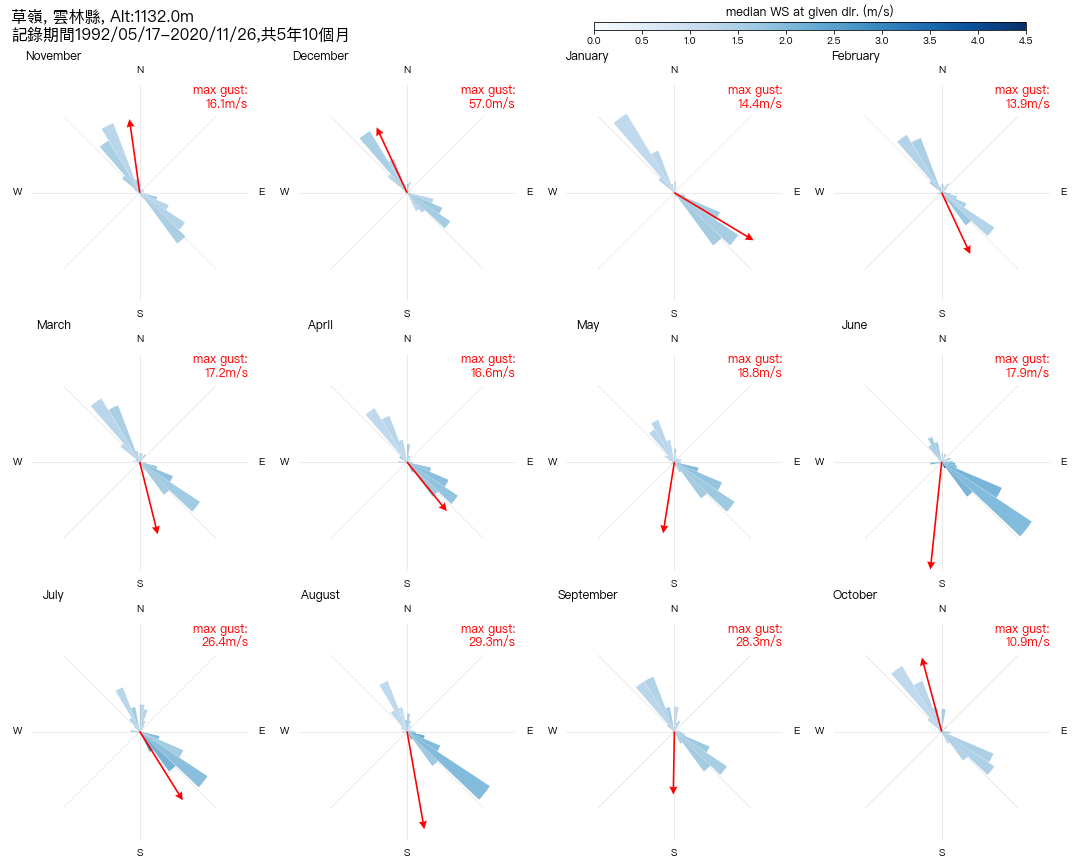 草嶺, 雲林縣, Alt:1132.0m
記錄期間1992/05/17-2020/11/26,共5年10個月
median WS at given dir. (m/s)
0.0 0.5 1.0 1.5 2.0 2.5 3.0 3.5 4.0 4.5
November
N
max gust:
16.1m/s
W
E
S
December
N
max gust:
57.0m/s
W
E
S
January
N
max gust:
14.4m/s
W
E
S
February
N
max gust:
13.9m/s
W
E
S
March
N
max gust:
17.2m/s
W
E
S
April
N
max gust:
16.6m/s
W
E
S
May
N
max gust:
18.8m/s
W
E
S
June
N
max gust:
17.9m/s
W
E
S
July
N
max gust:
26.4m/s
W
E
S
August
N
max gust:
29.3m/s
W
E
S
September
N
max gust:
28.3m/s
W
E
S
October
N
max gust:
10.9m/s
W
E
S